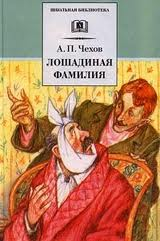 ШКОЛЬНАЯ БИБЛИОТЕКА
А. П. Чехов
ЛОШАДИНАЯ
ФАМИЛИЯ